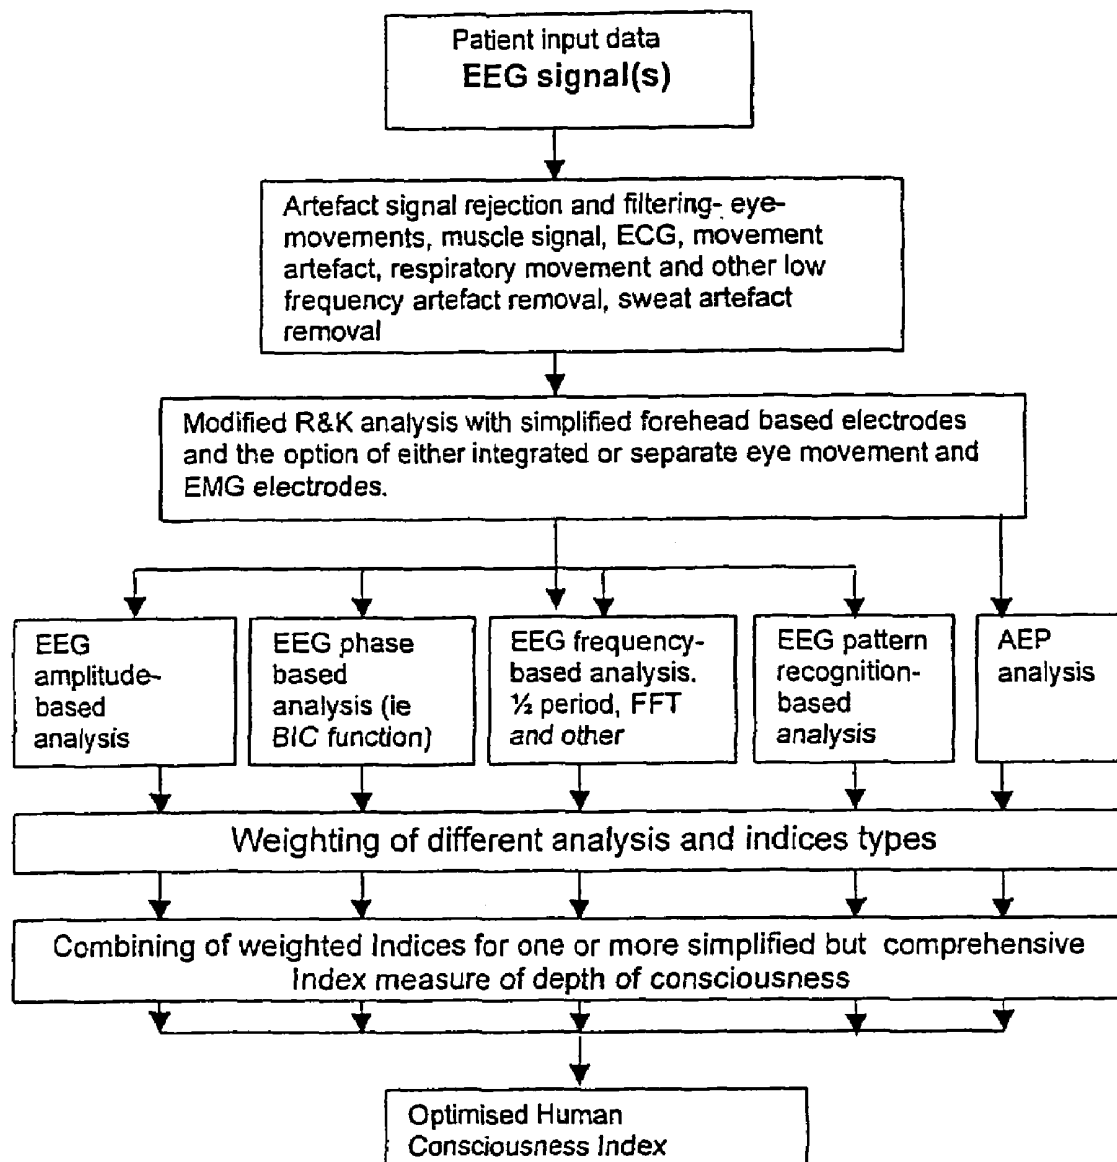 Patient input data
EEG signal(s)
Artefact signal rejection and filtering- eye-
movements, muscle signal, ECG, movement
artefact, respiratory movement and other low
frequency artefact removal, sweat artefact
removal
Modified R&K analysis with simplified forehead based electrodes
and the option of either integrated or separate eye movement and
EMG electrodes.
EEG
amplitude-
based
analysis
EEG phase
based
analysis (ie
BIC function)
EEG frequency-
based analysis.
½ period, FFT
and other
EEG pattern
recognition-
based
analysis
AEP
analysis
Weighting of different analysis and indices types
Combining of weighted Indices for one or more simplified but comprehensive
Index measure of depth of consciousness
Optimised Human
Consciousness Index